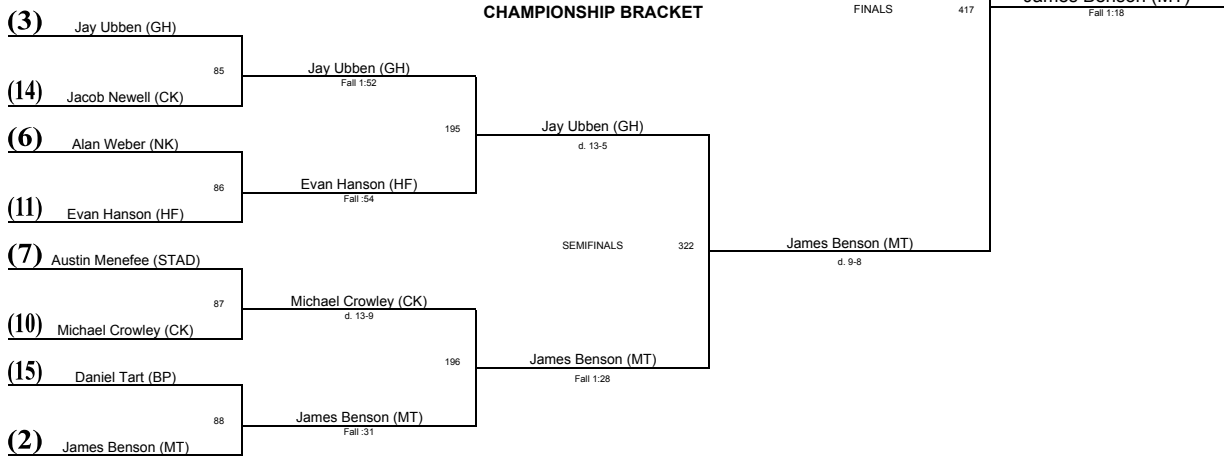 James Benson (MT)
CHAMPIONSHIP BRACKET
FINALS
417
Fall 1:18
(3) Jay Ubben (GH)
85
Jay Ubben (GH)
Fall 1:52
(14) Jacob Newell (CK)
195
Jay Ubben (GH)
d. 13-5
(6) Alan Weber (NK)
86
Evan Hanson (HF)
Fall :54
(11) Evan Hanson (HF)
SEMIFINALS
322
James Benson (MT)
d. 9-8
(7) Austin Menefee (STAD)
87
Michael Crowley (CK)
d. 13-9
(10) Michael Crowley (CK)
196
James Benson (MT)
Fall 1:28
(15) Daniel Tart (BP)
88
James Benson (MT)
Fall :31
(2) James Benson (MT)